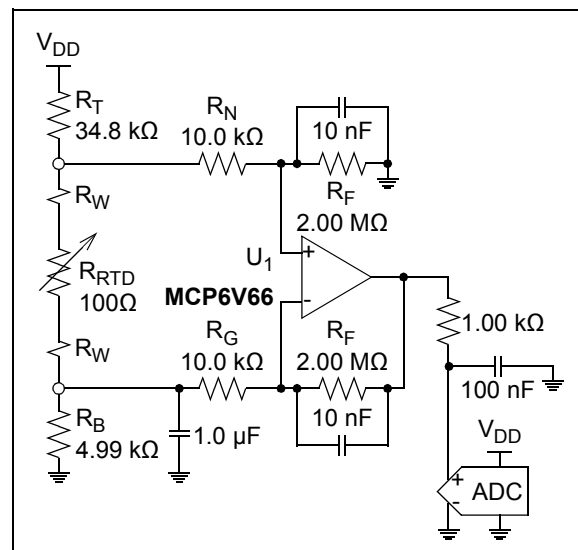 VDD
RT
34.8 kΩ
RN
10.0 kΩ
10 nF
RF
2.00 MΩ
RW
RRTD
100Ω
RW
U1
+
-
MCP6V66
RG
10.0 kΩ
RF
2.00 MΩ
10 nF
1.00 kΩ
100 nF
RB
4.99 kΩ
1.0 µF
VDD
+
-
ADC